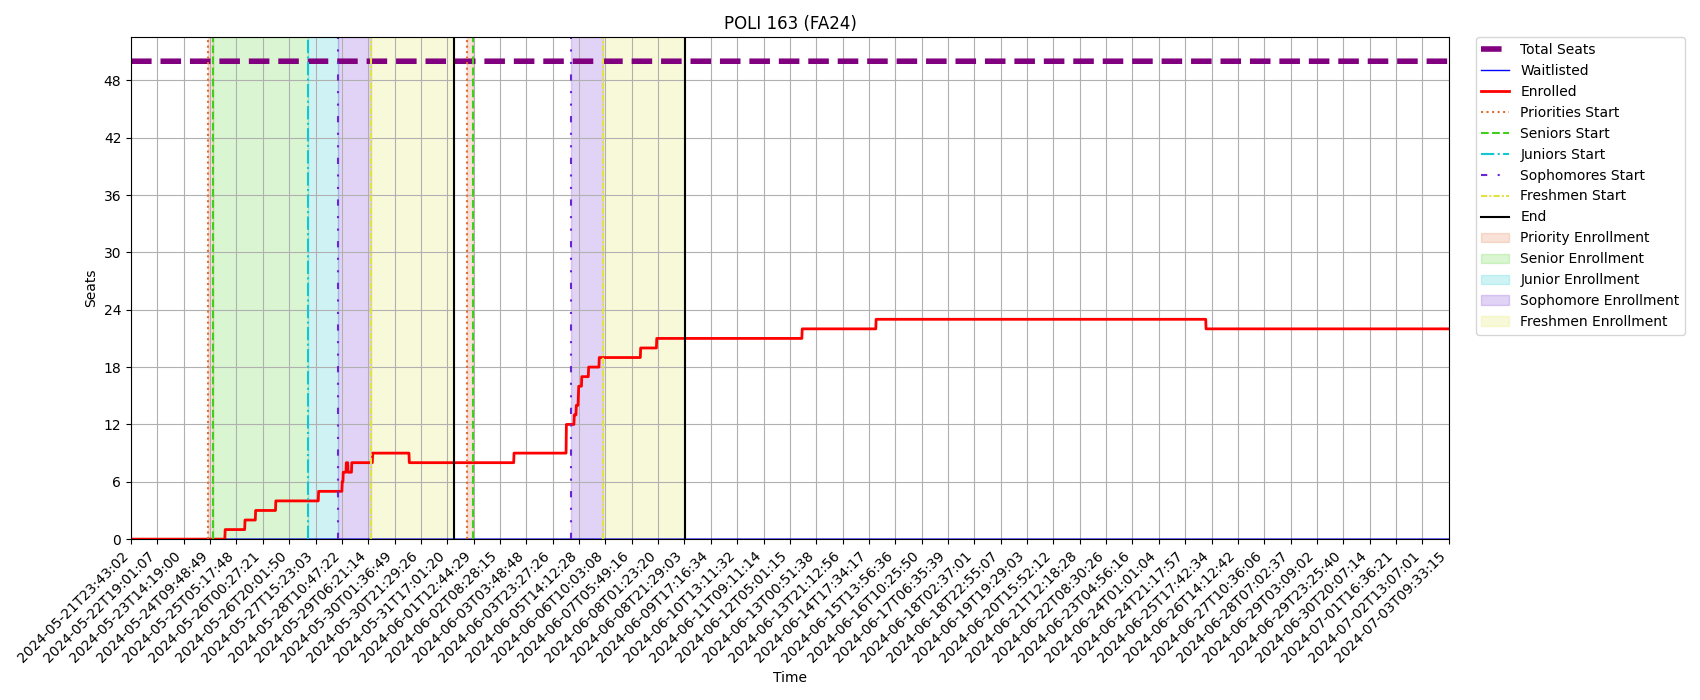 POLI 163 (FA24)
Seats
48
42
36
30
24
18
12
6
0
2024-05-21T23:43:02
2024-05-22T19:01:07
2024-05-23T14:19:00
2024-05-24T09:48:49
2024-05-25T05:17:48
2024-05-26T00:27:21
2024-05-26T20:01:50
2024-05-27T15:23:03
2024-05-28T10:47:22
2024-05-29T06:21:14
2024-05-30T01:36:49
2024-05-30T21:29:26
2024-05-31T17:01:20
2024-06-01T12:44:29
2024-06-02T08:28:15
2024-06-03T03:48:48
2024-06-03T23:27:26
2024-06-05T14:12:28
2024-06-06T10:03:08
2024-06-07T05:49:16
2024-06-08T01:23:20
2024-06-08T21:29:03
2024-06-09T17:16:34
2024-06-10T13:11:32
2024-06-11T09:11:14
2024-06-12T05:01:15
2024-06-13T00:51:38
2024-06-13T21:12:56
2024-06-14T17:34:17
2024-06-15T13:56:36
2024-06-16T10:25:50
2024-06-17T06:35:39
2024-06-18T02:37:01
2024-06-18T22:55:07
2024-06-19T19:29:03
2024-06-20T15:52:12
2024-06-21T12:18:28
2024-06-22T08:30:26
2024-06-23T04:56:16
2024-06-24T01:01:04
2024-06-24T21:17:57
2024-06-25T17:42:34
2024-06-26T14:12:42
2024-06-27T10:36:06
2024-06-28T07:02:37
2024-06-29T03:09:02
2024-06-29T23:25:40
2024-06-30T20:07:14
2024-07-01T16:36:21
2024-07-02T13:07:01
2024-07-03T09:33:15
Time
Total Seats
Waitlisted
Enrolled
Priorities Start
Seniors Start
Juniors Start
Sophomores Start
Freshmen Start
End
Priority Enrollment
Senior Enrollment
Junior Enrollment
Sophomore Enrollment
Freshmen Enrollment